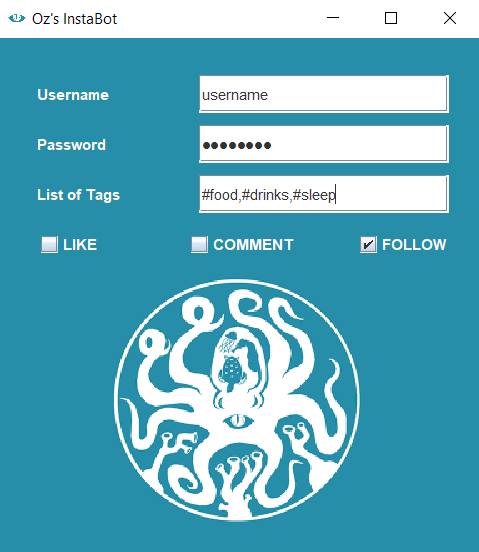 Oz's InstaBot
Username username
Password ●●●●●●●●
List of Tags #food,#drinks,#sleep
LIKE COMMENT FOLLOW